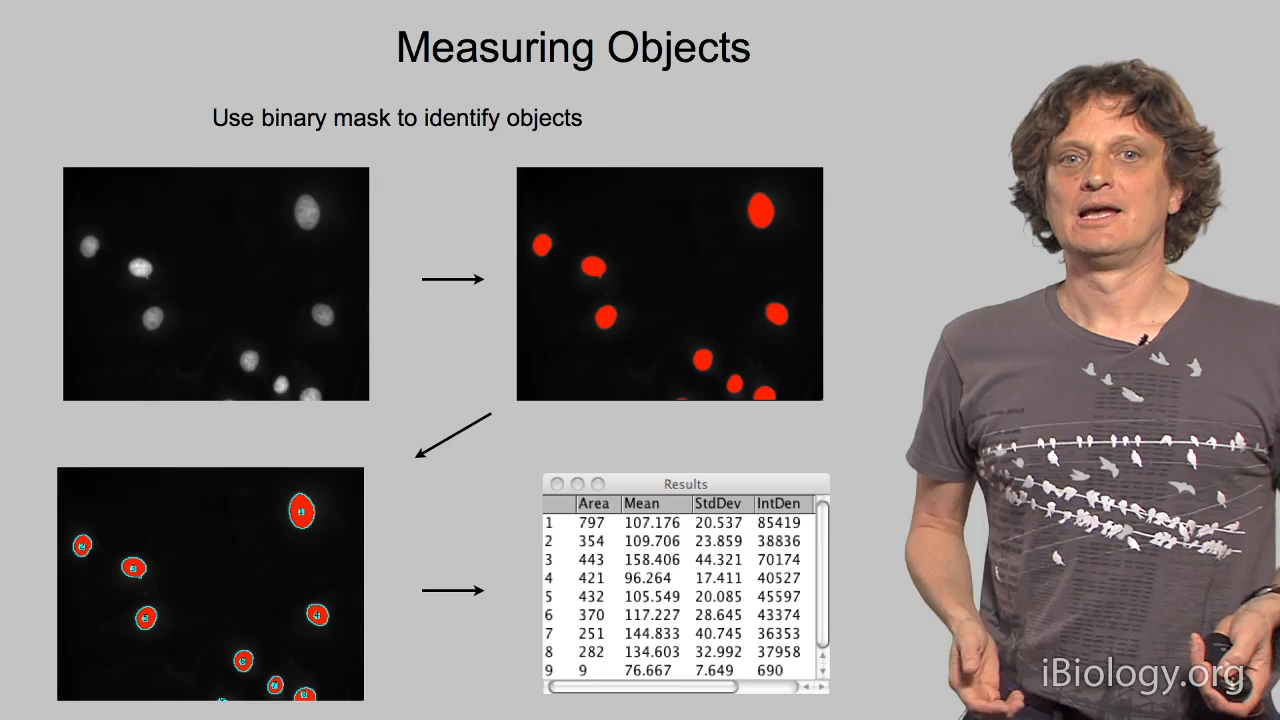 Measuring Objects
Use binary mask to identify objects
Results
Area Mean StdDev IntDen
1 797 107.176 20.537 85419
2 354 109.706 23.859 38836
3 443 158.406 44.321 70174
4 421 96.264 17.411 40527
5 432 105.549 20.085 45597
6 370 117.227 28.645 43374
7 251 144.833 40.745 36353
8 282 134.603 32.992 37958
9 9 76.667 7.649 690
iBiology.org